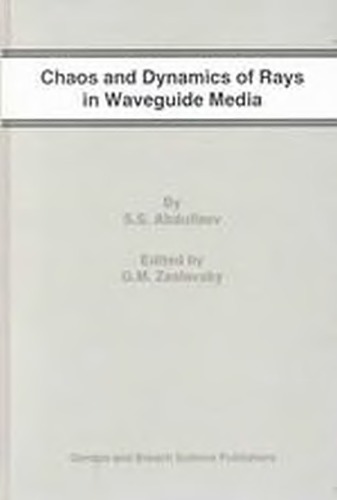 Chaos and Dynamics of Rays
in Waveguide Media
By
S.S. Abdullaev
Edited by
G.M. Zaslavsky
Gordon and Breach Science Publishers